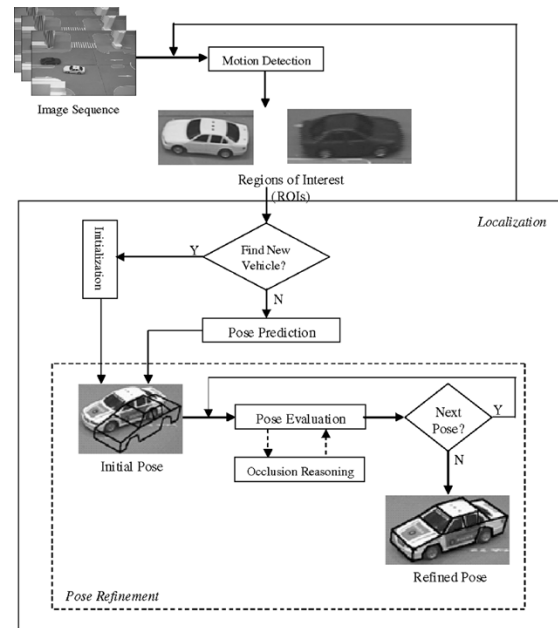 Motion Detection
Image Sequence
Regions of Interest
(ROIs)
Localization
Initialization
Y
Find New
Vehicle?
N
Pose Prediction
Pose Evaluation
Next
Pose?
Y
Initial Pose
Occlusion Reasoning
N
Refined Pose
Pose Refinement